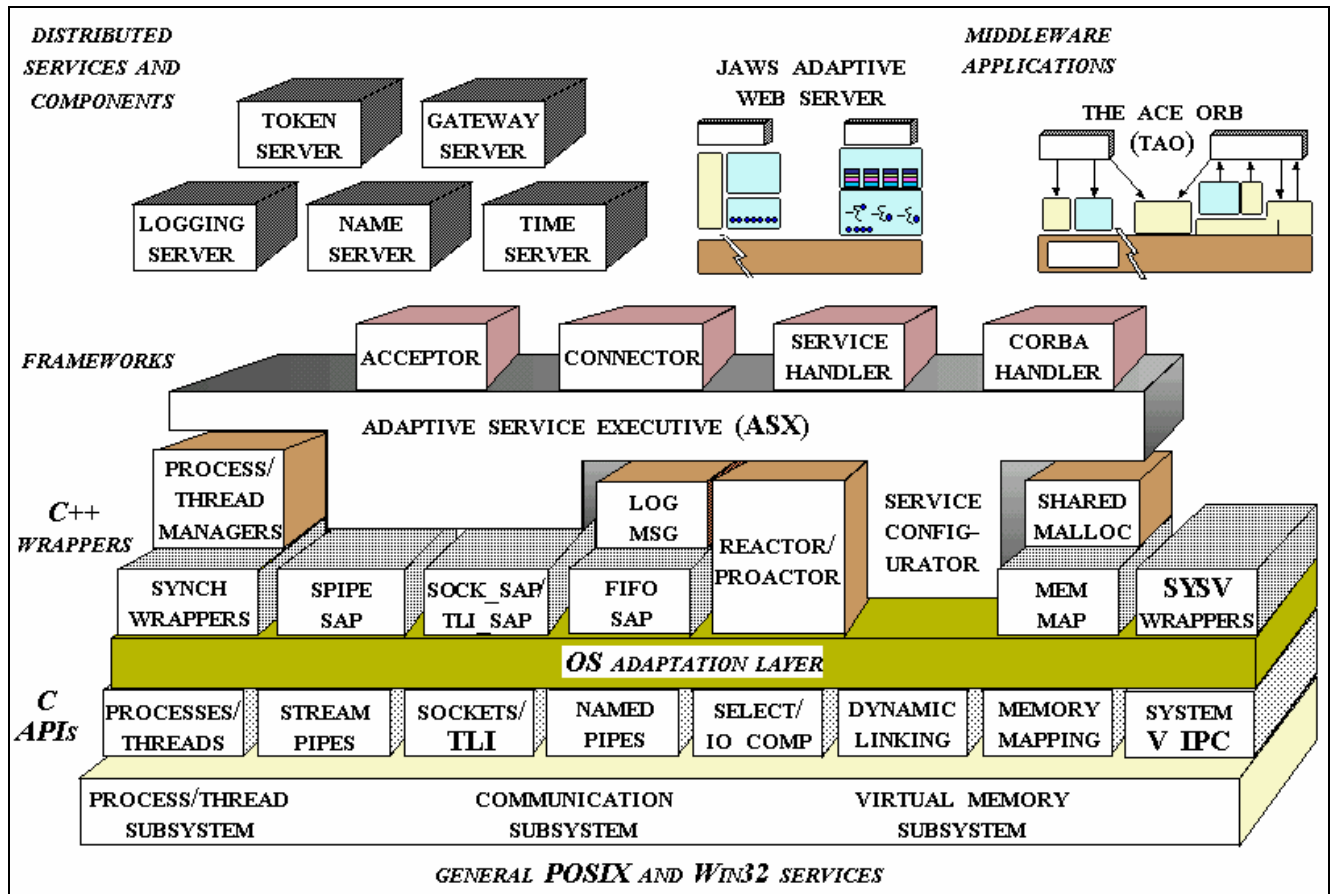 DISTRIBUTED
SERVICES AND
COMPONENTS
MIDDLEWARE
APPLICATIONS
JAWS ADAPTIVE
WEB SERVER
THE ACE ORB
(TAO)
TOKEN
SERVER
GATEWAY
SERVER
LOGGING
SERVER
NAME
SERVER
TIME
SERVER
FRAMEWORKS
ACCEPTOR
CONNECTOR
SERVICE
HANDLER
CORBA
HANDLER
ADAPTIVE SERVICE EXECUTIVE (ASX)
C++
WRAPPERS
PROCESS/
THREAD
MANAGERS
LOG
MSG
REACTOR/
PROACTOR
SERVICE
CONFIG-
URATOR
SHARED
MALLOC
SYNCH
WRAPPERS
SPIPE
SAP
SOCK_SAP/
TLI_SAP
FIFO
SAP
MEM
MAP
SYSV
WRAPPERS
OS ADAPTATION LAYER
C
APIs
PROCESSES/
THREADS
STREAM
PIPES
SOCKETS/
TLI
NAMED
PIPES
SELECT/
IO COMP
DYNAMIC
LINKING
MEMORY
MAPPING
SYSTEM
V IPC
PROCESS/THREAD
SUBSYSTEM
COMMUNICATION
SUBSYSTEM
VIRTUAL MEMORY
SUBSYSTEM
GENERAL POSIX AND WIN32 SERVICES